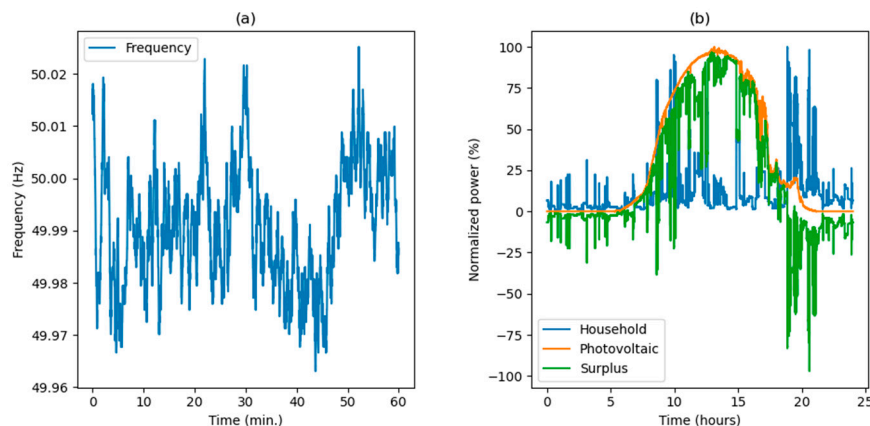 (a)
Frequency
50.02
50.01
50.00
49.99
49.98
49.97
49.96
Frequency (Hz)
0 10 20 30 40 50 60
Time (min.)
(b)
100
75
50
25
0
−25
−50
−75
−100
Normalized power (%)
Household
Photovoltaic
Surplus
0 5 10 15 20 25
Time (hours)